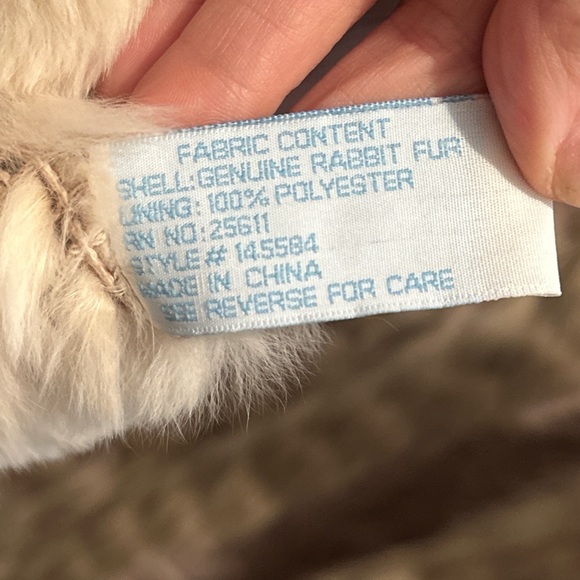 FABRIC CONTENT
SHELL: GENUINE RABBIT FUR
LINING: 100% POLYESTER
RN NO: 25611
STYLE # 145584
MADE IN CHINA
SEE REVERSE FOR CARE